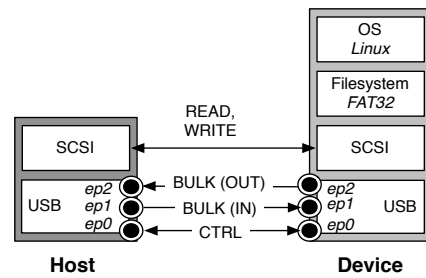 OS
Linux
Filesystem
FAT32
READ,
WRITE
SCSI
SCSI
BULK (OUT)
ep2
ep2
USB
ep1
BULK (IN)
ep1
USB
ep0
CTRL
ep0
Host
Device